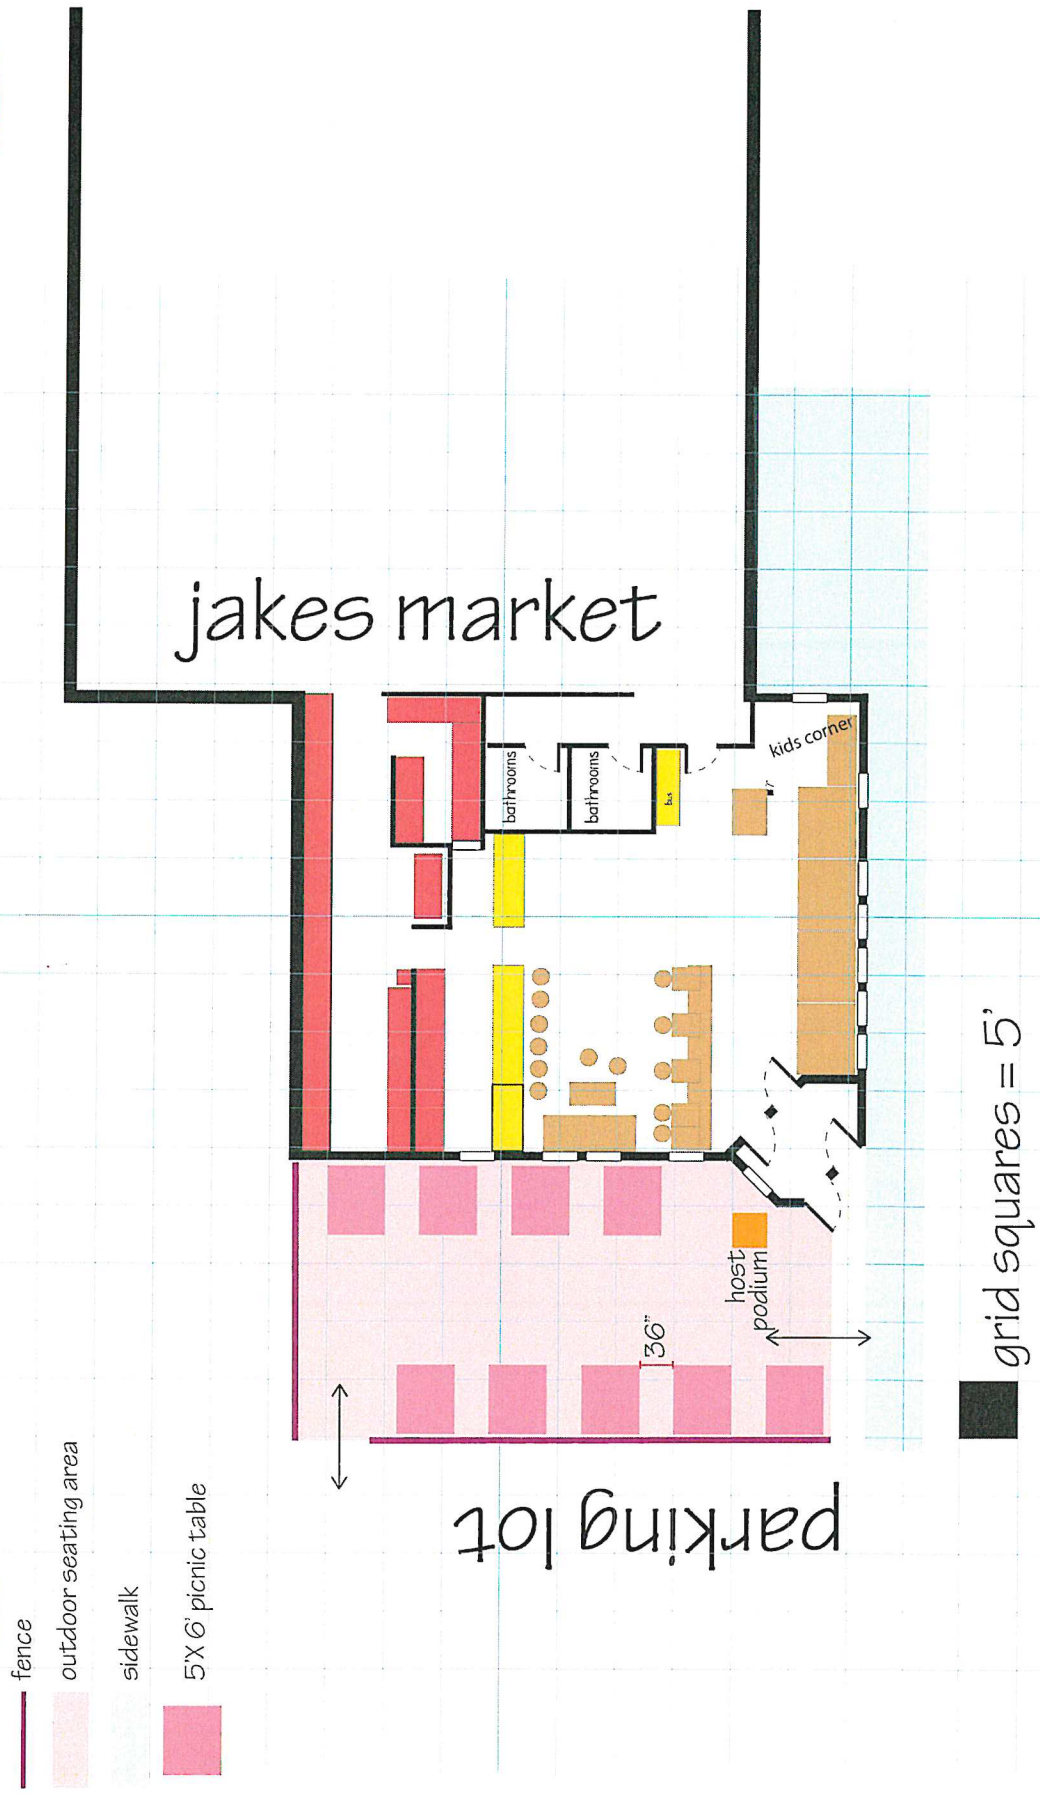 jakes market
bathrooms
bathrooms
bus
kids corner
host
podium
36"
parking lot
grid squares = 5'
fence
outdoor seating area
sidewalk
5'X 6' picnic table